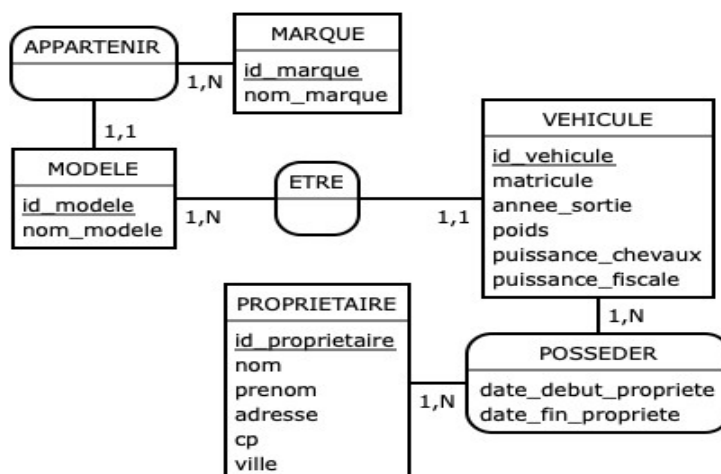 APPARTENIR
MARQUE
id_marque
nom_marque
1,N
1,1
MODELE
id_modele
nom_modele
1,N
ETRE
1,1
VEHICULE
id_vehicule
matricule
annee_sortie
poids
puissance_chevaux
puissance_fiscale
1,N
PROPRIETAIRE
id_proprietaire
nom
prenom
adresse
cp
ville
1,N
POSSEDER
date_debut_propriete
date_fin_propriete